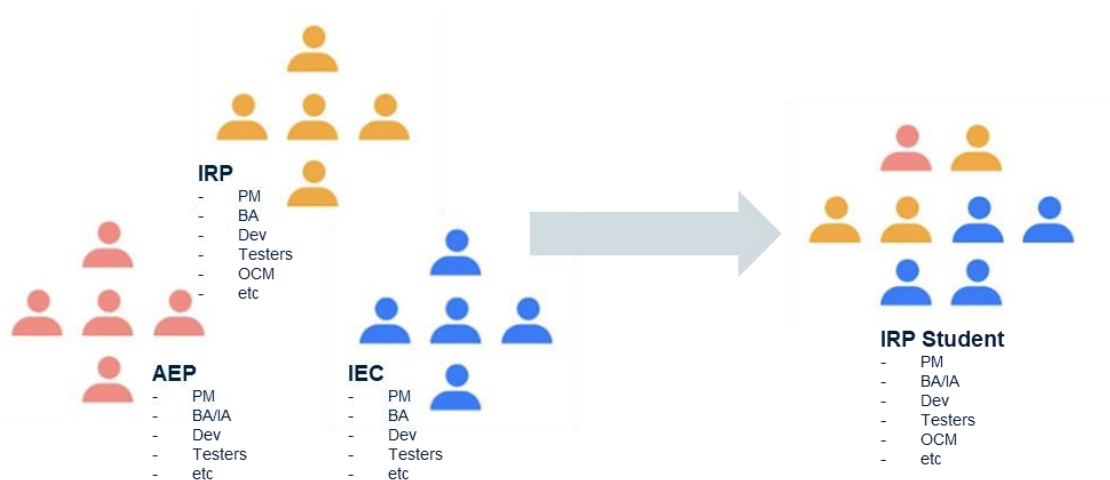 IRP
- PM
- BA
- Dev
- Testers
- OCM
- etc
AEP
- PM
- BA/IA
- Dev
- Testers
- etc
IEC
- PM
- BA
- Dev
- Testers
- etc
IRP Student
- PM
- BA/IA
- Dev
- Testers
- OCM
- etc